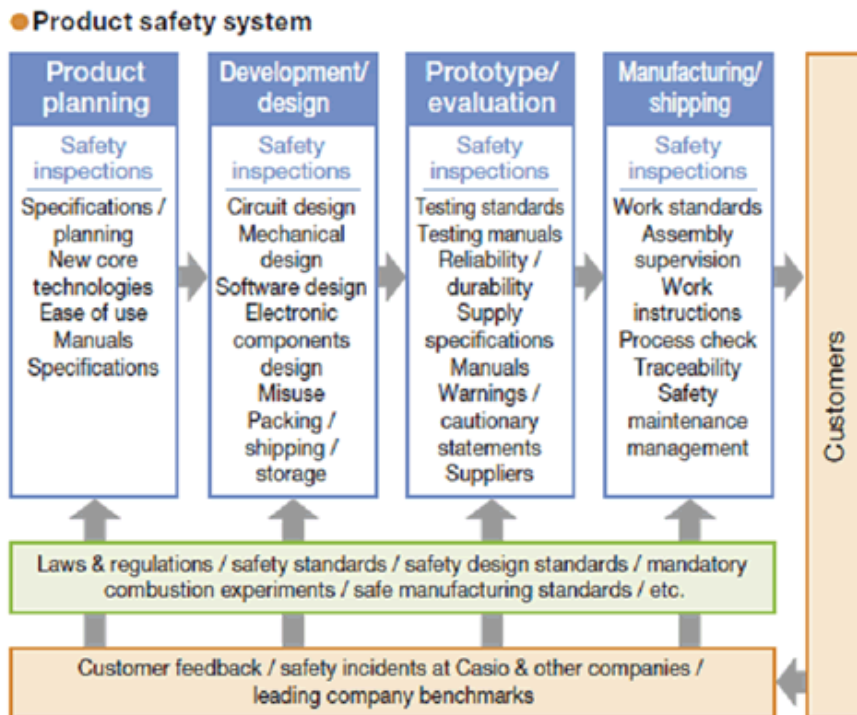 Product safety system
Product
planning
Safety
inspections
Specifications /
planning
New core
technologies
Ease of use
Manuals
Specifications
Development/
design
Safety
inspections
Circuit design
Mechanical
design
Software design
Electronic
components
design
Misuse
Packing /
shipping /
storage
Prototype/
evaluation
Safety
inspections
Testing standards
Testing manuals
Reliability /
durability
Supply
specifications
Manuals
Warnings /
cautionary
statements
Suppliers
Manufacturing/
shipping
Safety
inspections
Work standards
Assembly
supervision
Work
instructions
Process check
Traceability
Safety
maintenance
management
Customers
Laws & regulations / safety standards / safety design standards / mandatory
combustion experiments / safe manufacturing standards / etc.
Customer feedback / safety incidents at Casio & other companies /
leading company benchmarks